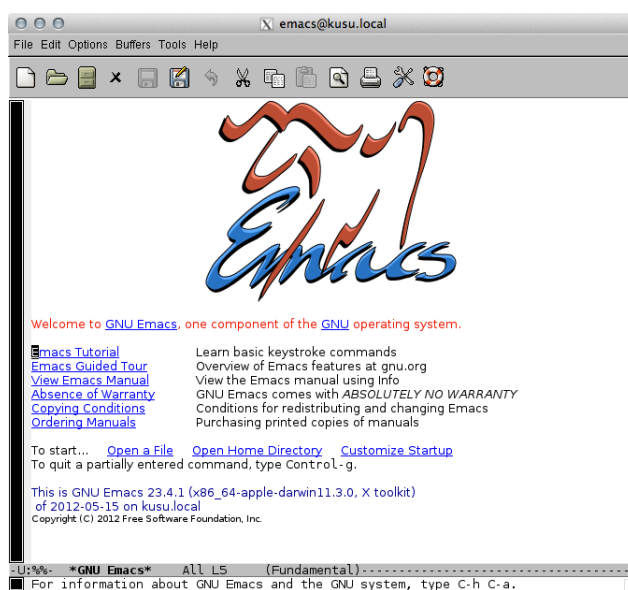 emacs@kusu.local
File Edit Options Buffers Tools Help
Emacs
Welcome to GNU Emacs, one component of the GNU operating system.
Emacs Tutorial Learn basic keystroke commands
Emacs Guided Tour Overview of Emacs features at gnu.org
View Emacs Manual View the Emacs manual using Info
Absence of Warranty GNU Emacs comes with ABSOLUTELY NO WARRANTY
Copying Conditions Conditions for redistributing and changing Emacs
Ordering Manuals Purchasing printed copies of manuals
To start... Open a File Open Home Directory Customize Startup
To quit a partially entered command, type Control-g.
This is GNU Emacs 23.4.1 (x86_64-apple-darwin11.3.0, X toolkit)
of 2012-05-15 on kusu.local
Copyright (C) 2012 Free Software Foundation, Inc.
-U:%%- *GNU Emacs* All L5 (Fundamental)------------------------------------
For information about GNU Emacs and the GNU system, type C-h C-a.